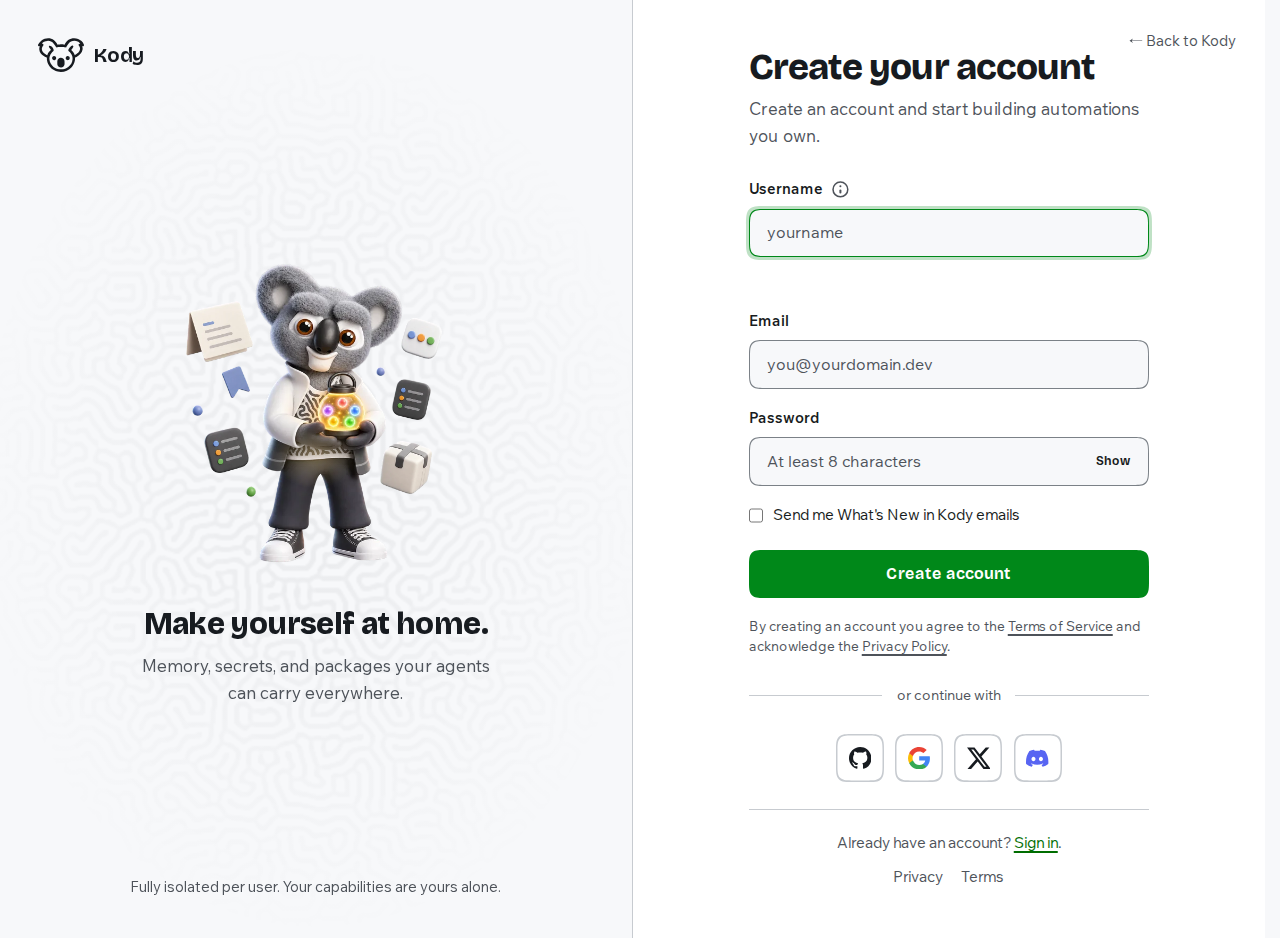 Kody
Make yourself at home.
Memory, secrets, and packages your agents
can carry everywhere.
Fully isolated per user. Your capabilities are yours alone.
← Back to Kody
Create your account
Create an account and start building automations
you own.
Username
yourname
Email
you@yourdomain.dev
Password
At least 8 characters
Show
Send me What's New in Kody emails
Create account
By creating an account you agree to the Terms of Service and
acknowledge the Privacy Policy.
or continue with
Already have an account? Sign in.
Privacy Terms